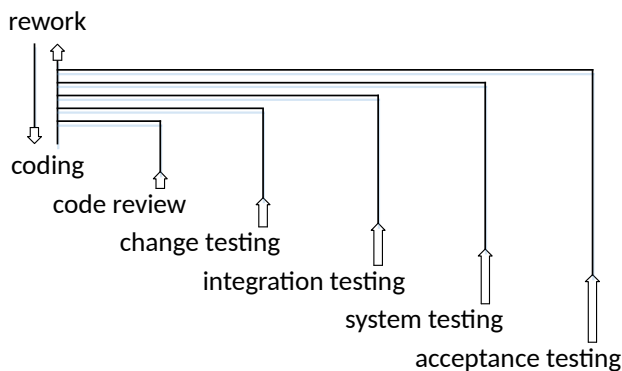 rework
coding
code review
change testing
integration testing
system testing
acceptance testing